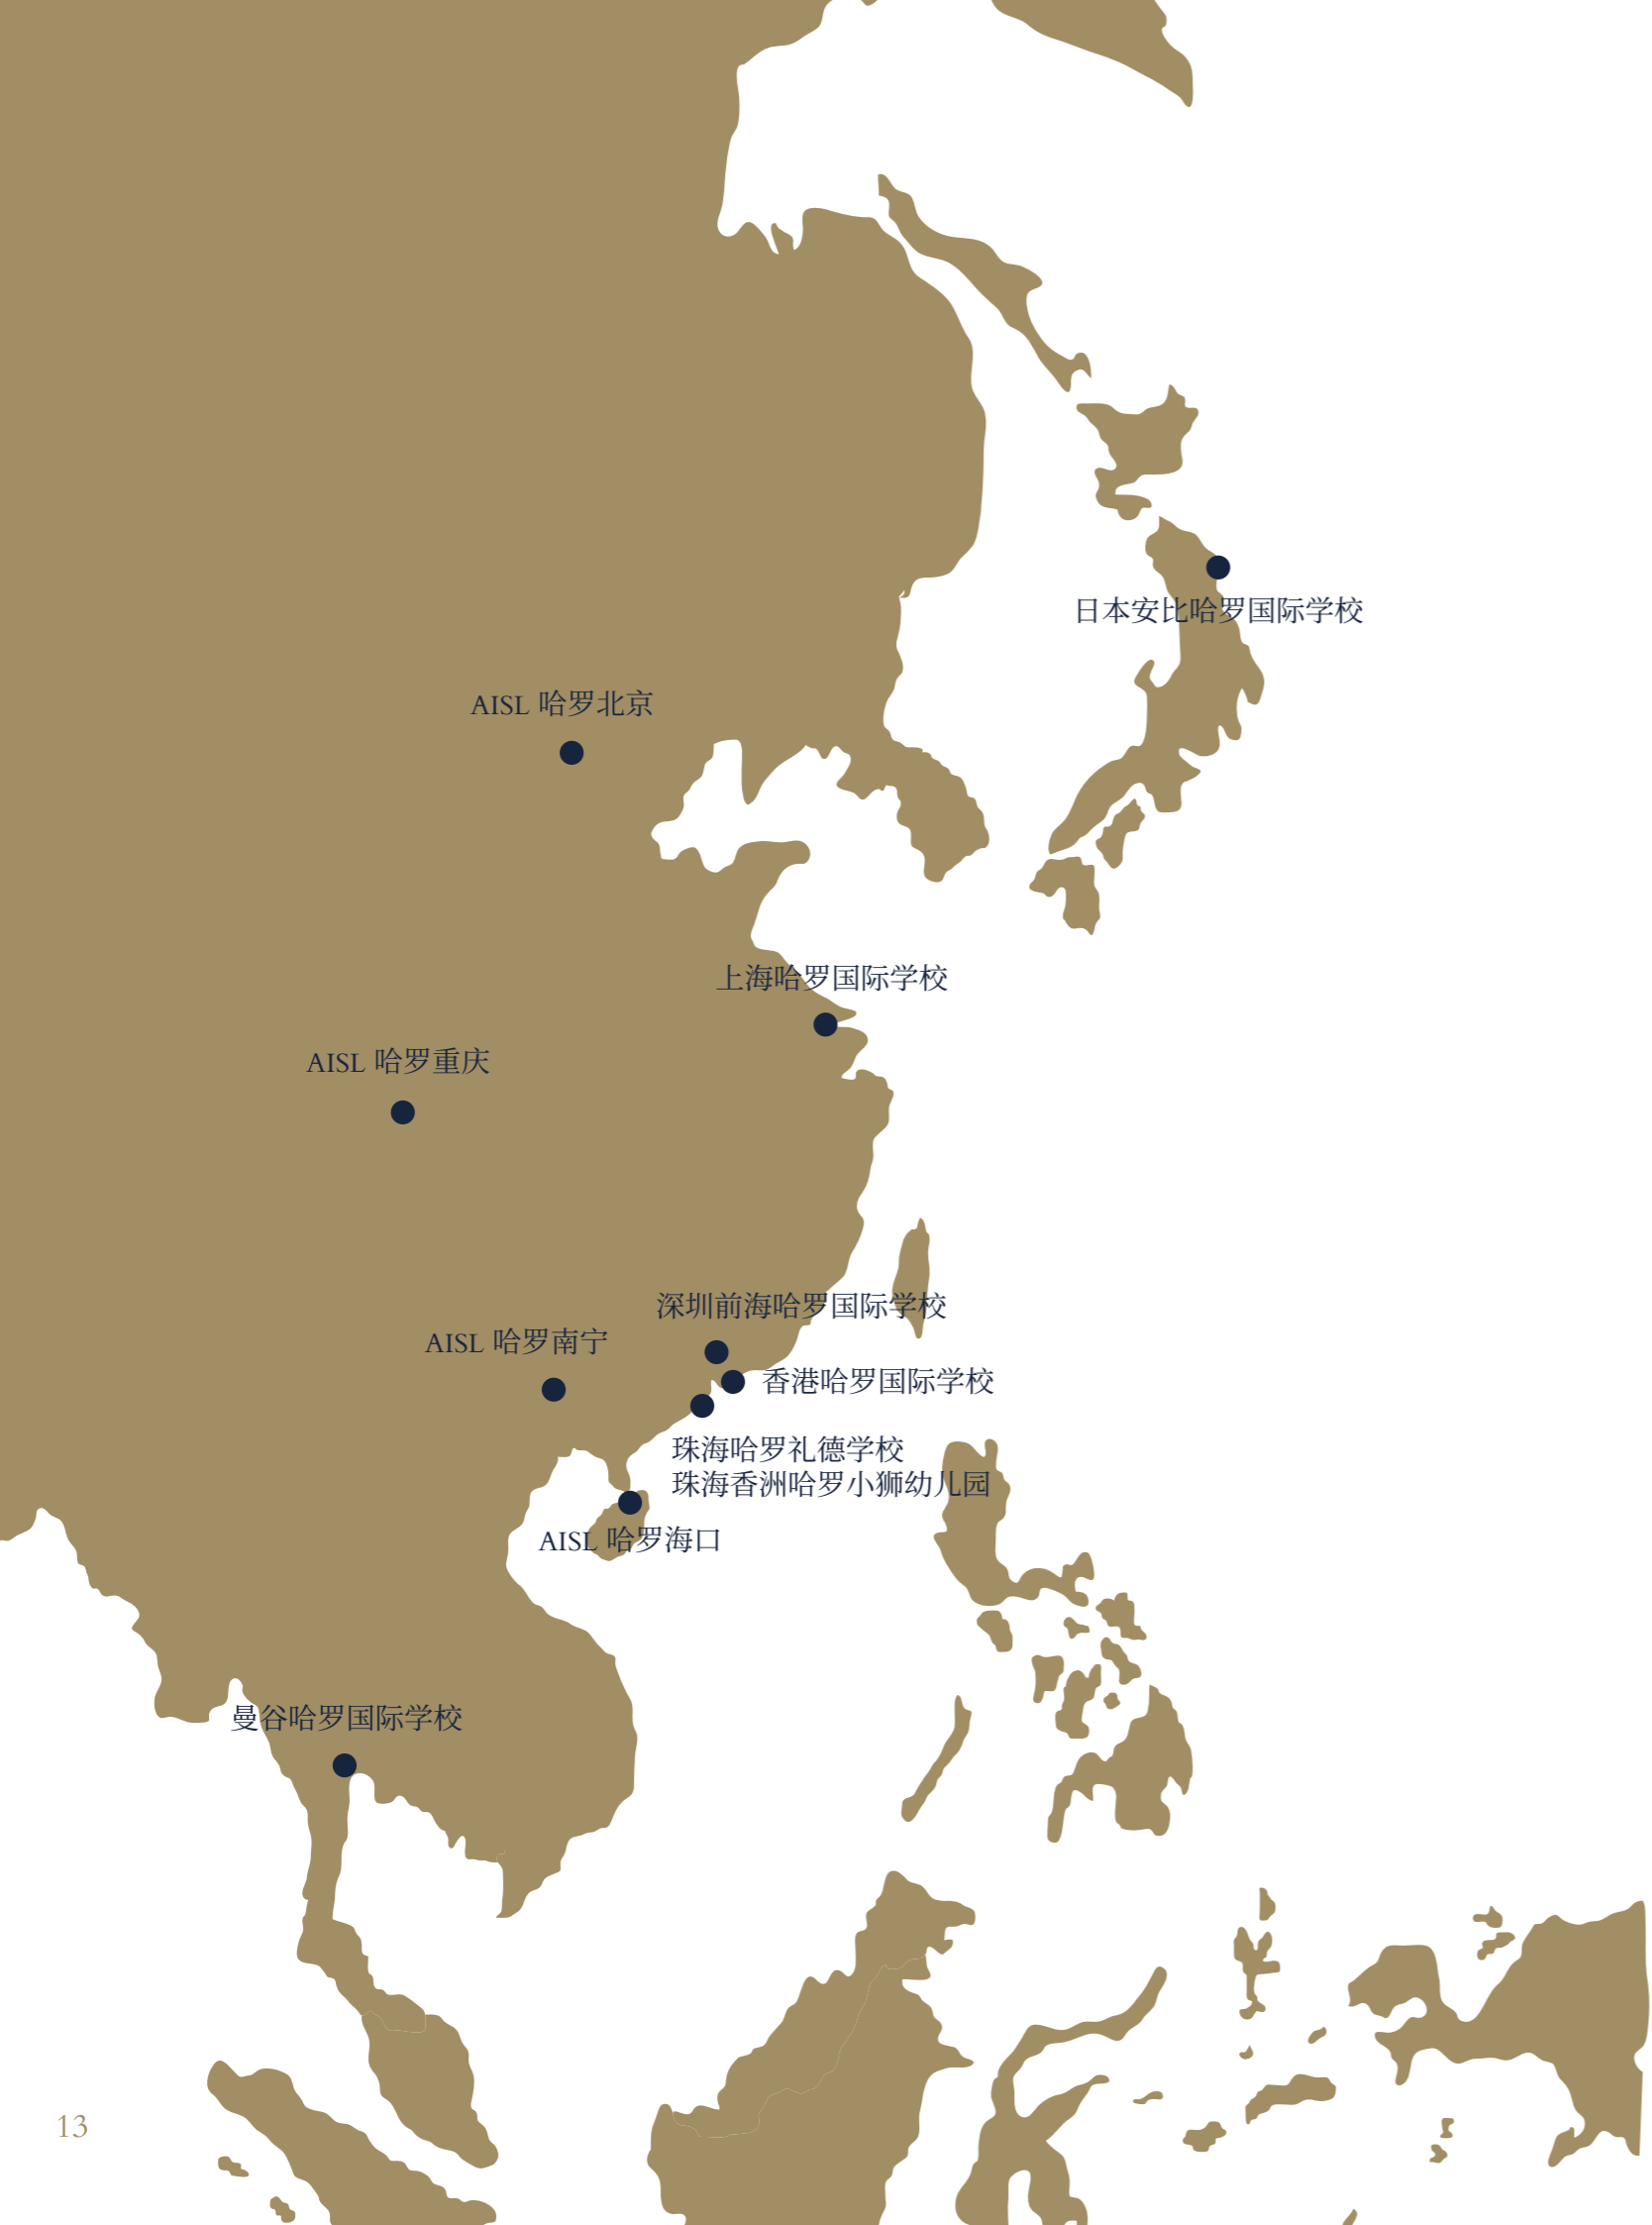 日本安比哈罗国际学校
AISL 哈罗北京
上海哈罗国际学校
AISL 哈罗重庆
深圳前海哈罗国际学校
AISL 哈罗南宁
香港哈罗国际学校
珠海哈罗礼德学校
珠海香洲哈罗小狮幼儿园
AISL 哈罗海口
曼谷哈罗国际学校
13